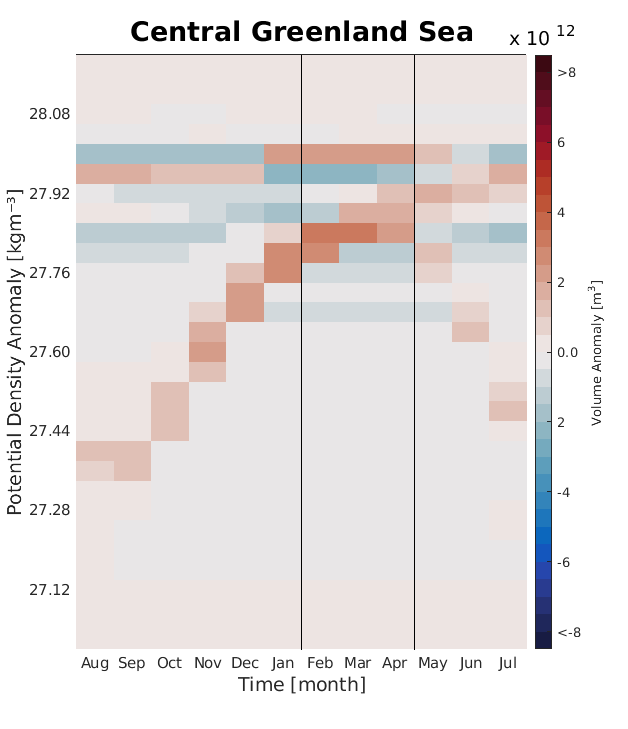 Central Greenland Sea
x 10 12
28.08
27.92
27.76
27.60
27.44
27.28
27.12
Potential Density Anomaly [kgm⁻³]
Aug Sep Oct Nov Dec Jan Feb Mar Apr May Jun Jul
Time [month]
>8
6
4
2
0.0
2
-4
-6
<-8
Volume Anomaly [m³]